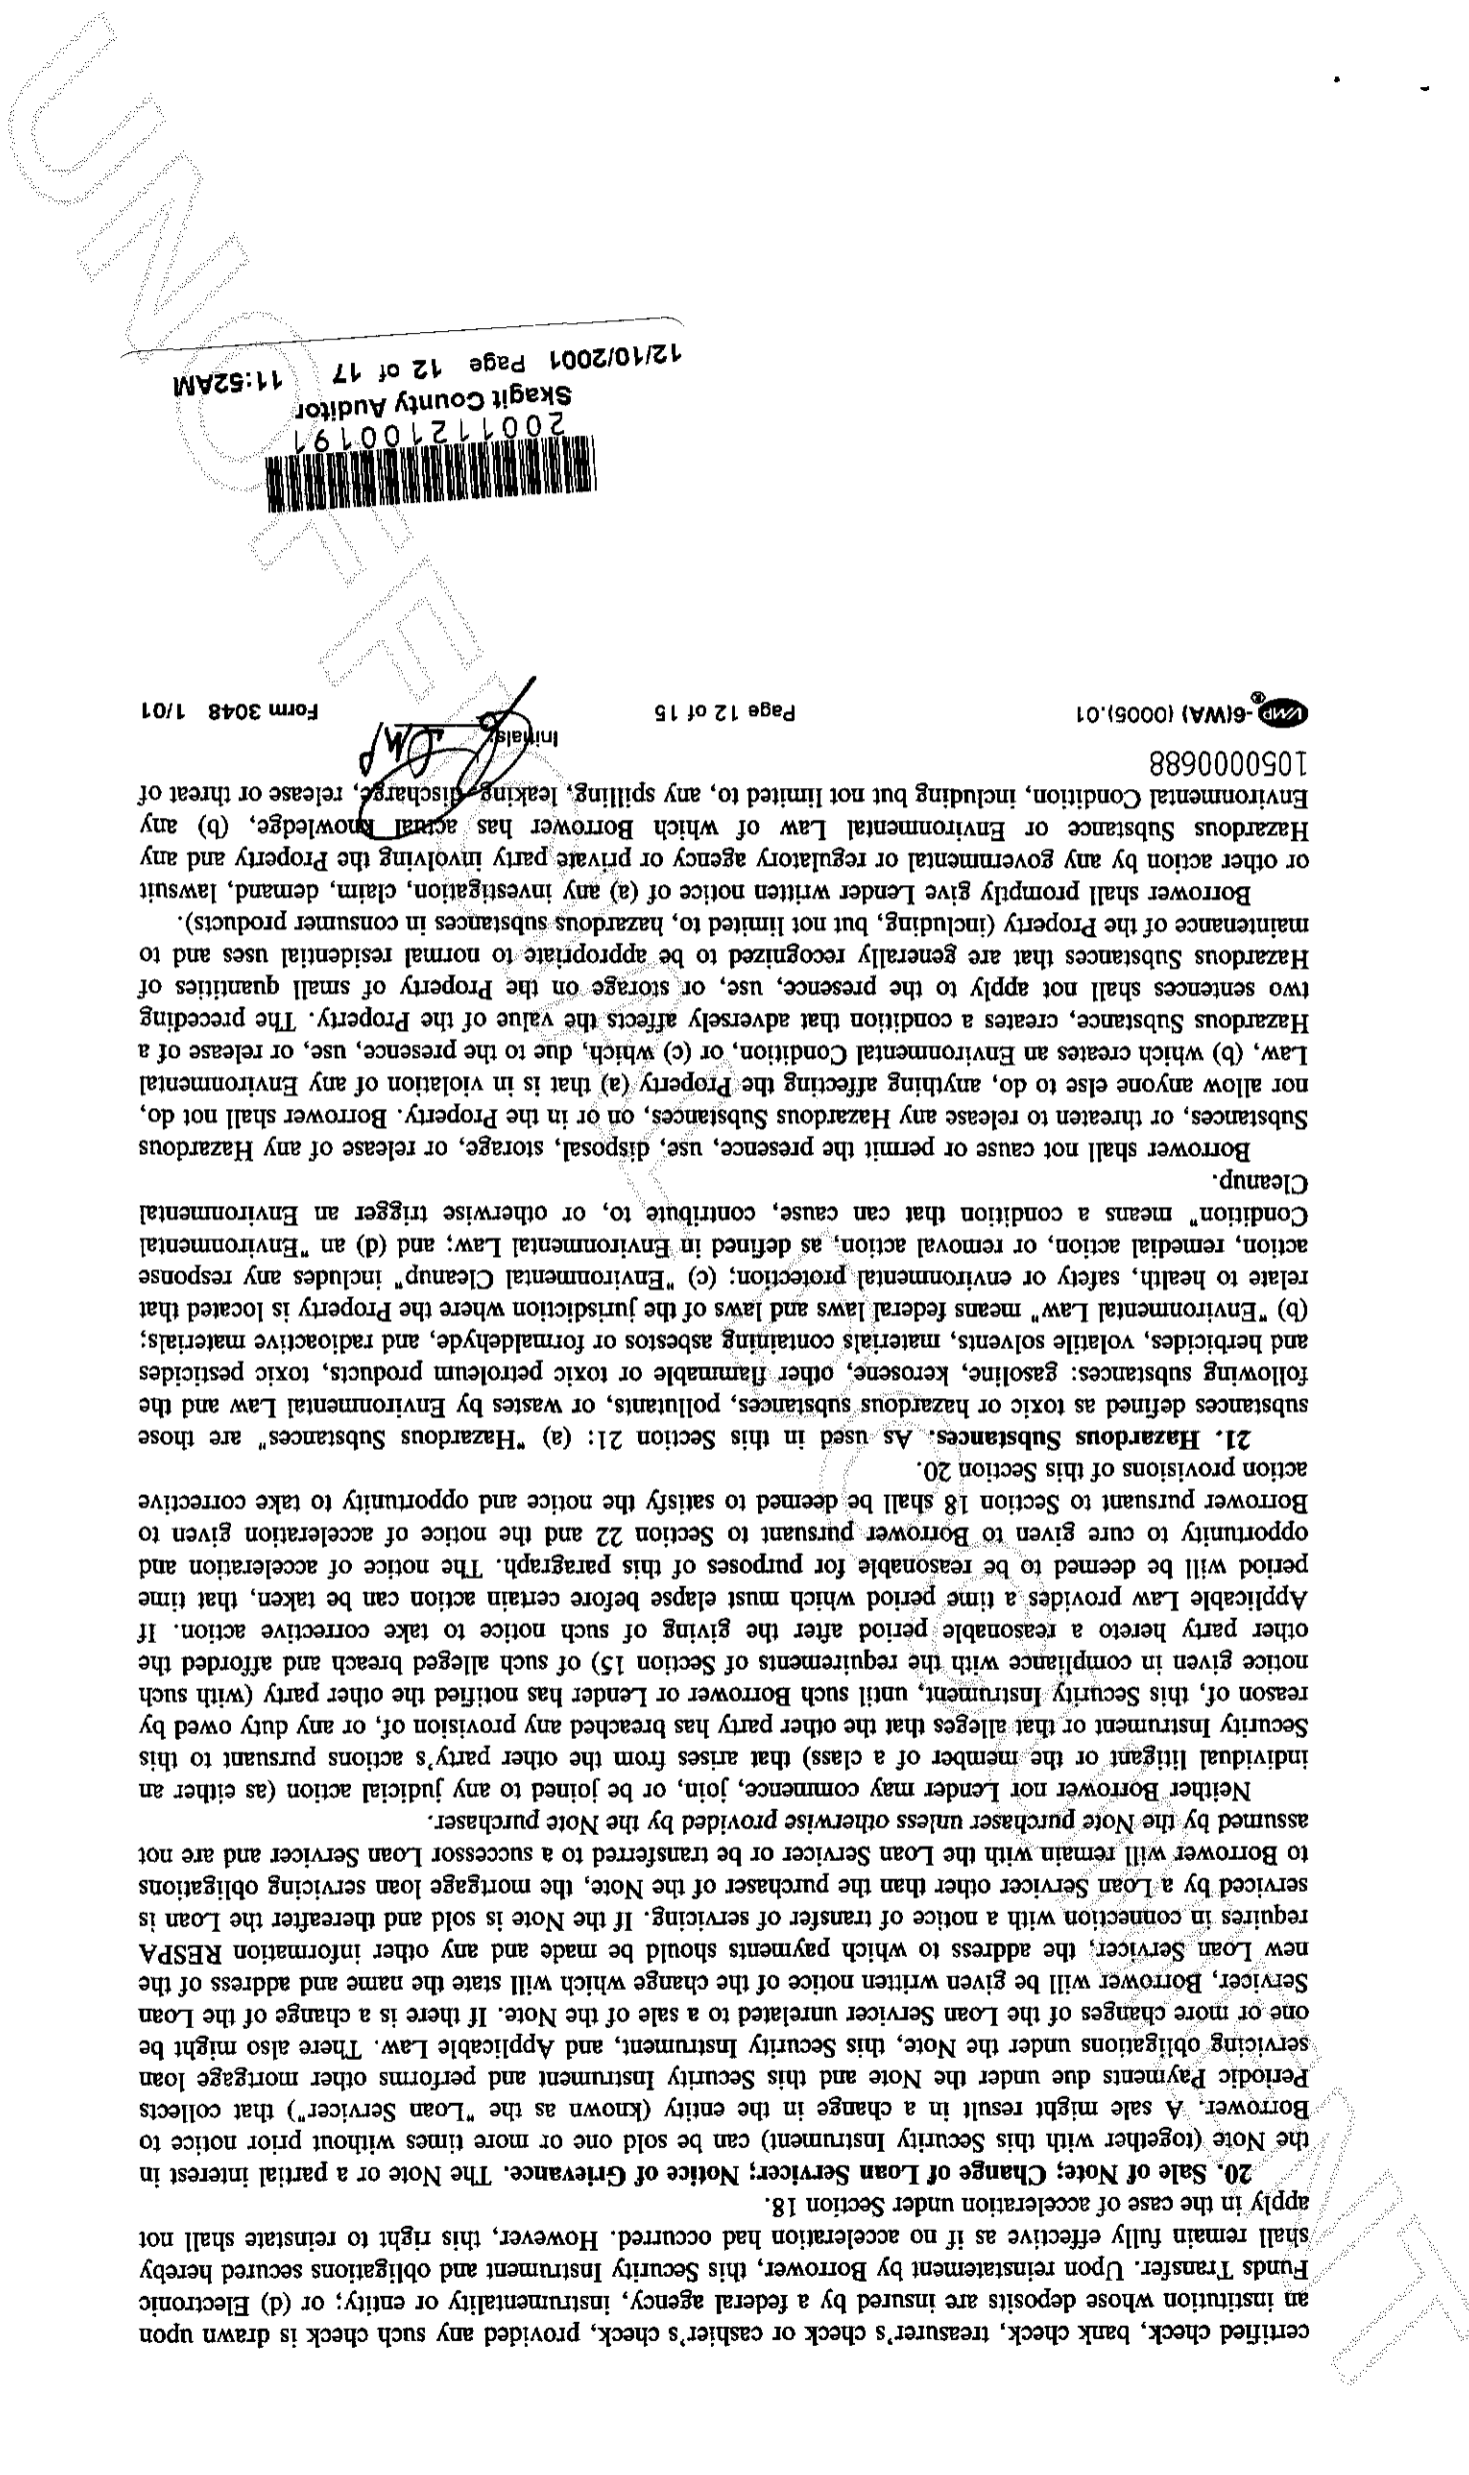 certified check, bank check, treasurer's check or cashier's check, provided any such check is drawn upon
an institution whose deposits are insured by a federal agency, instrumentality or entity; or (d) Electronic
Funds Transfer. Upon reinstatement by Borrower, this Security Instrument and obligations secured hereby
shall remain fully effective as if no acceleration had occurred. However, this right to reinstate shall not
apply in the case of acceleration under Section 18.
20. Sale of Note; Change of Loan Servicer; Notice of Grievance. The Note or a partial interest in
the Note (together with this Security Instrument) can be sold one or more times without prior notice to
Borrower. A sale might result in a change in the entity (known as the "Loan Servicer") that collects
Periodic Payments due under the Note and this Security Instrument and performs other mortgage loan
servicing obligations under the Note, this Security Instrument, and Applicable Law. There also might be
one or more changes of the Loan Servicer unrelated to a sale of the Note. If there is a change of the Loan
Servicer, Borrower will be given written notice of the change which will state the name and address of the
new Loan Servicer, the address to which payments should be made and any other information RESPA
requires in connection with a notice of transfer of servicing. If the Note is sold and thereafter the Loan is
serviced by a Loan Servicer other than the purchaser of the Note, the mortgage loan servicing obligations
to Borrower will remain with the Loan Servicer or be transferred to a successor Loan Servicer and are not
assumed by the Note purchaser unless otherwise provided by the Note purchaser.
Neither Borrower nor Lender may commence, join, or be joined to any judicial action (as either an
individual litigant or the member of a class) that arises from the other party's actions pursuant to this
Security Instrument or that alleges that the other party has breached any provision of, or any duty owed by
reason of, this Security Instrument, until such Borrower or Lender has notified the other party (with such
notice given in compliance with the requirements of Section 15) of such alleged breach and afforded the
other party hereto a reasonable period after the giving of such notice to take corrective action. If
Applicable Law provides a time period which must elapse before certain action can be taken, that time
period will be deemed to be reasonable for purposes of this paragraph. The notice of acceleration and
opportunity to cure given to Borrower pursuant to Section 22 and the notice of acceleration given to
Borrower pursuant to Section 18 shall be deemed to satisfy the notice and opportunity to take corrective
action provisions of this Section 20.
21. Hazardous Substances. As used in this Section 21: (a) "Hazardous Substances" are those
substances defined as toxic or hazardous substances, pollutants, or wastes by Environmental Law and the
following substances: gasoline, kerosene, other flammable or toxic petroleum products, toxic pesticides
and herbicides, volatile solvents, materials containing asbestos or formaldehyde, and radioactive materials;
(b) "Environmental Law" means federal laws and laws of the jurisdiction where the Property is located that
relate to health, safety or environmental protection; (c) "Environmental Cleanup" includes any response
action, remedial action, or removal action, as defined in Environmental Law; and (d) an "Environmental
Condition" means a condition that can cause, contribute to, or otherwise trigger an Environmental
Cleanup.
Borrower shall not cause or permit the presence, use, disposal, storage, or release of any Hazardous
Substances, or threaten to release any Hazardous Substances, on or in the Property. Borrower shall not do,
nor allow anyone else to do, anything affecting the Property (a) that is in violation of any Environmental
Law, (b) which creates an Environmental Condition, or (c) which, due to the presence, use, or release of a
Hazardous Substance, creates a condition that adversely affects the value of the Property. The preceding
two sentences shall not apply to the presence, use, or storage on the Property of small quantities of
Hazardous Substances that are generally recognized to be appropriate to normal residential uses and to
maintenance of the Property (including, but not limited to, hazardous substances in consumer products).
Borrower shall promptly give Lender written notice of (a) any investigation, claim, demand, lawsuit
or other action by any governmental or regulatory agency or private party involving the Property and any
Hazardous Substance or Environmental Law of which Borrower has actual knowledge, (b) any
Environmental Condition, including but not limited to, any spilling, leaking, discharge, release or threat of
1050000688
Initials:
VMP -6(WA) (0005).01 Page 12 of 15 Form 3048 1/01
200112100191
Skagit County Auditor
12/10/2001 Page 12 of 17 11:52AM
UNOFFICIAL DOCUMENT